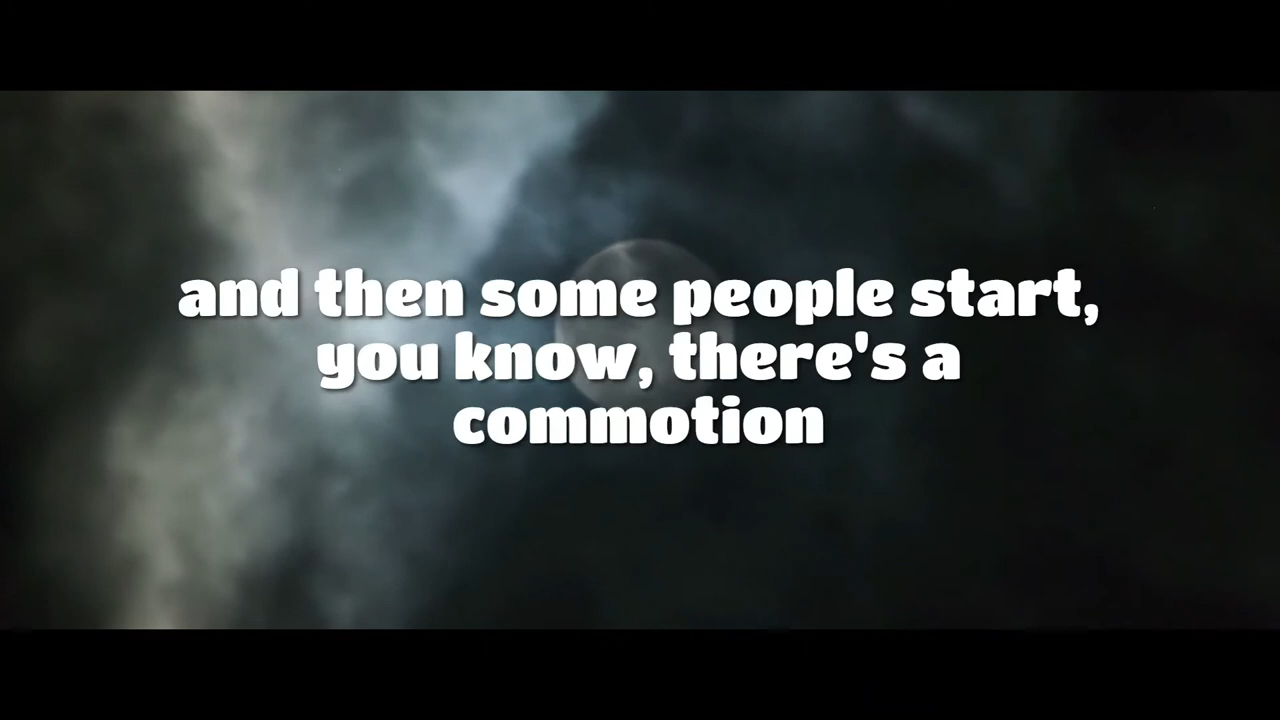 and then some people start,
you know, there's a
commotion